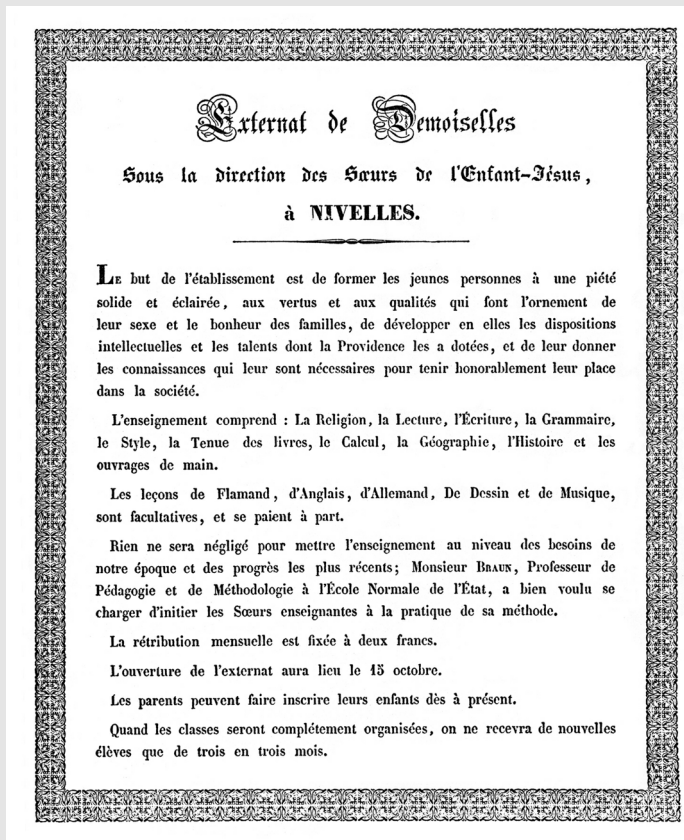 Externat de Demoiselles
Sous la direction des Sœurs de l'Enfant-Jésus,
à NIVELLES.
LE but de l'établissement est de former les jeunes personnes à une piété
solide et éclairée, aux vertus et aux qualités qui font l'ornement de
leur sexe et le bonheur des familles, de développer en elles les dispositions
intellectuelles et les talents dont la Providence les a dotées, et de leur donner
les connaissances qui leur sont nécessaires pour tenir honorablement leur place
dans la société.
L'enseignement comprend : La Religion, la Lecture, l'Écriture, la Grammaire,
le Style, la Tenue des livres, le Calcul, la Géographie, l'Histoire et les
ouvrages de main.
Les leçons de Flamand, d'Anglais, d'Allemand, De Dessin et de Musique,
sont facultatives, et se paient à part.
Rien ne sera négligé pour mettre l'enseignement au niveau des besoins de
notre époque et des progrès les plus récents; Monsieur BRAUN, Professeur de
Pédagogie et de Méthodologie à l'École Normale de l'État, a bien voulu se
charger d'initier les Sœurs enseignantes à la pratique de sa méthode.
La rétribution mensuelle est fixée à deux francs.
L'ouverture de l'externat aura lieu le 15 octobre.
Les parents peuvent faire inscrire leurs enfants dès à présent.
Quand les classes seront complétement organisées, on ne recevra de nouvelles
élèves que de trois en trois mois.